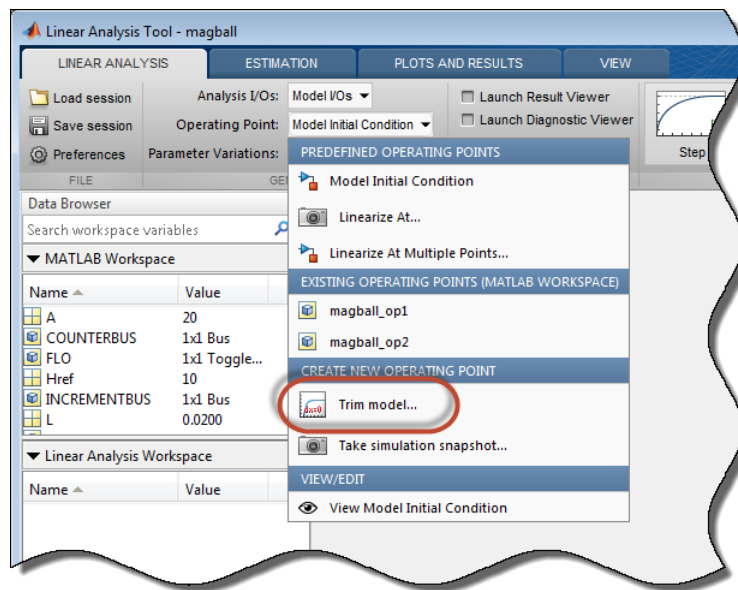 Linear Analysis Tool - magball
LINEAR ANALYSIS ESTIMATION PLOTS AND RESULTS VIEW
Load session
Save session
Preferences
FILE
Analysis I/Os: Model I/Os
Operating Point: Model Initial Condition
Parameter Variations:
GE
Launch Result Viewer
Launch Diagnostic Viewer
Step
PREDEFINED OPERATING POINTS
Model Initial Condition
Linearize At...
Linearize At Multiple Points...
EXISTING OPERATING POINTS (MATLAB WORKSPACE)
magball_op1
magball_op2
CREATE NEW OPERATING POINT
dx=0
Trim model...
Take simulation snapshot...
VIEW/EDIT
View Model Initial Condition
Data Browser
Search workspace variables
MATLAB Workspace
Name Value
A 20
COUNTERBUS 1x1 Bus
FLO 1x1 Toggle...
Href 10
INCREMENTBUS 1x1 Bus
L 0.0200
Linear Analysis Workspace
Name Value